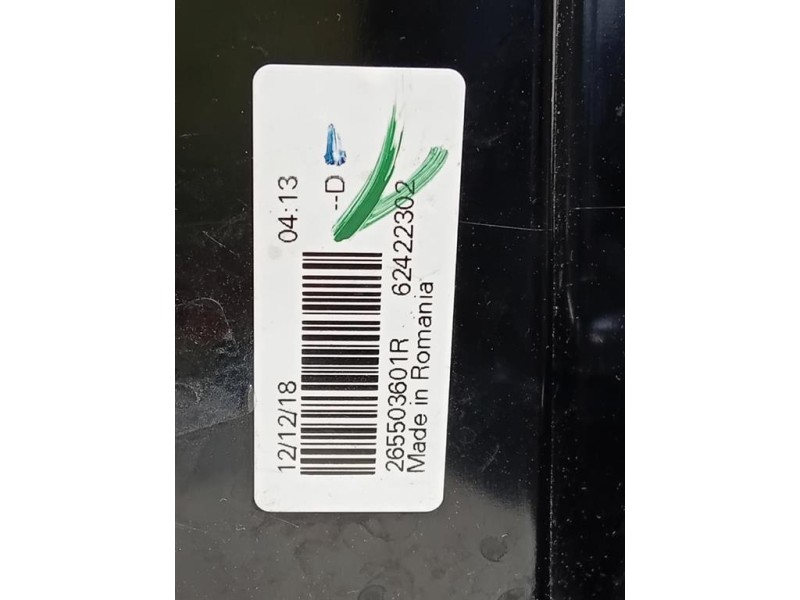 12/12/18 04:13
--D
265503601R 62422302
Made in Romania